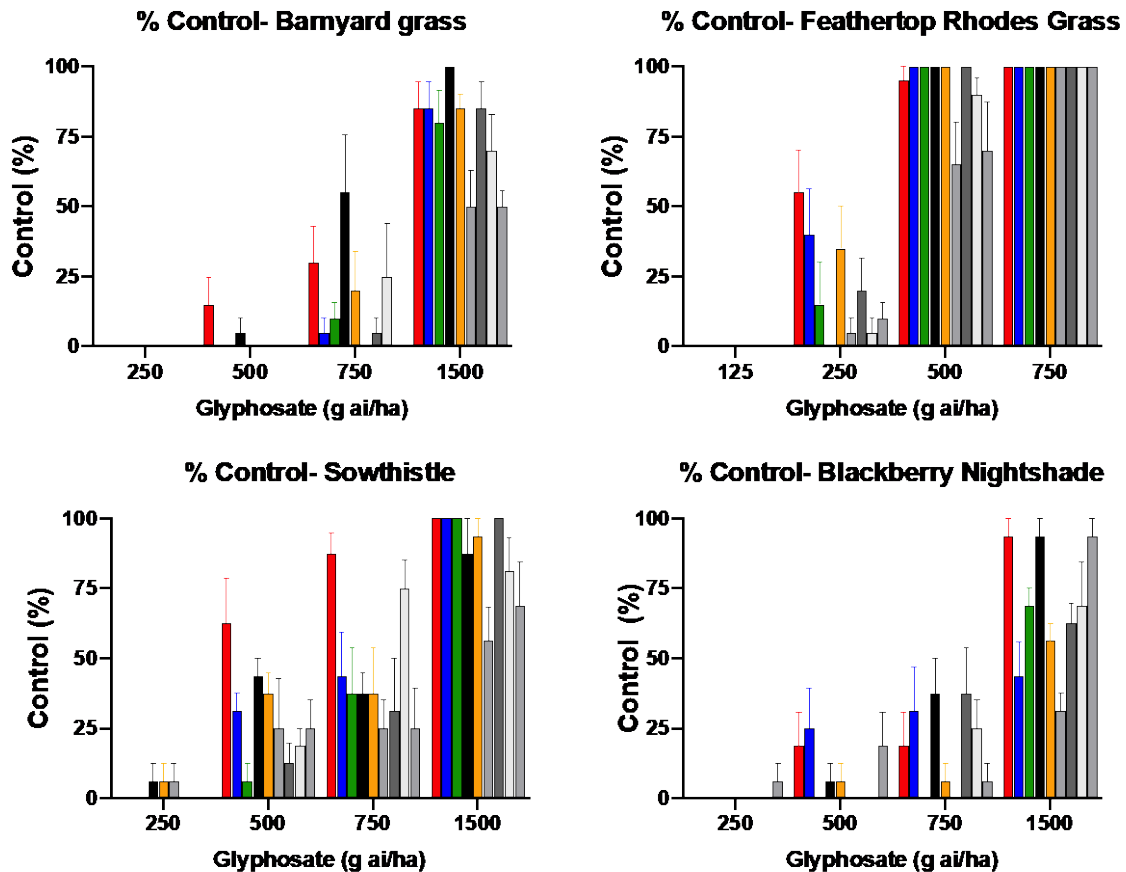 % Control- Barnyard grass
100
75
50
25
0
Control (%)
250 500 750 1500
Glyphosate (g ai/ha)
% Control- Feathertop Rhodes Grass
100
75
50
25
0
Control (%)
125 250 500 750
Glyphosate (g ai/ha)
% Control- Sowthistle
100
75
50
25
0
Control (%)
250 500 750 1500
Glyphosate (g ai/ha)
% Control- Blackberry Nightshade
100
75
50
25
0
Control (%)
250 500 750 1500
Glyphosate (g ai/ha)